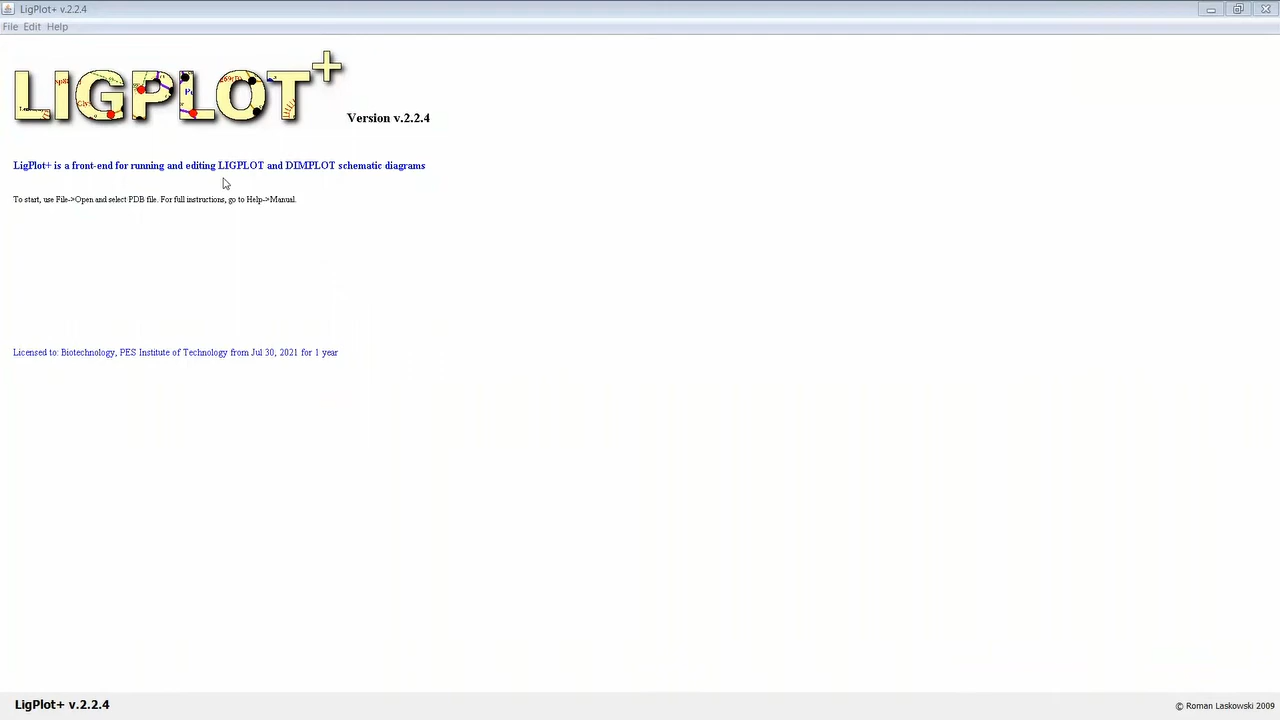 LigPlot+ v.2.2.4
File Edit Help
LIGPLOT+
Version v.2.2.4
LigPlot+ is a front-end for running and editing LIGPLOT and DIMPLOT schematic diagrams
To start, use File->Open and select PDB file. For full instructions, go to Help->Manual.
Licensed to: Biotechnology, PES Institute of Technology from Jul 30, 2021 for 1 year
LigPlot+ v.2.2.4
© Roman Laskowski 2009